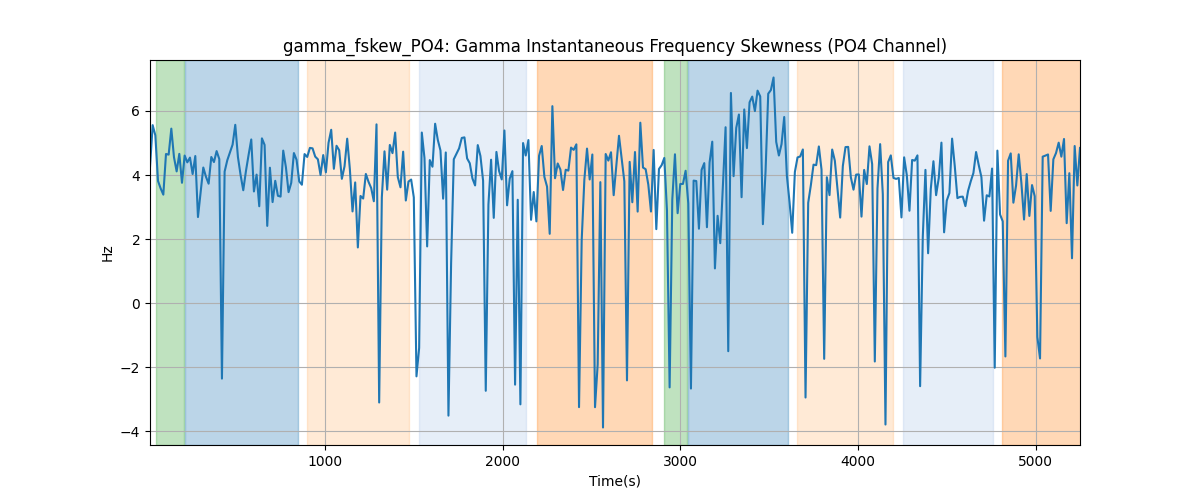 gamma_fskew_PO4: Gamma Instantaneous Frequency Skewness (PO4 Channel)
6
4
2
0
−2
−4
Hz
1000 2000 3000 4000 5000
Time(s)